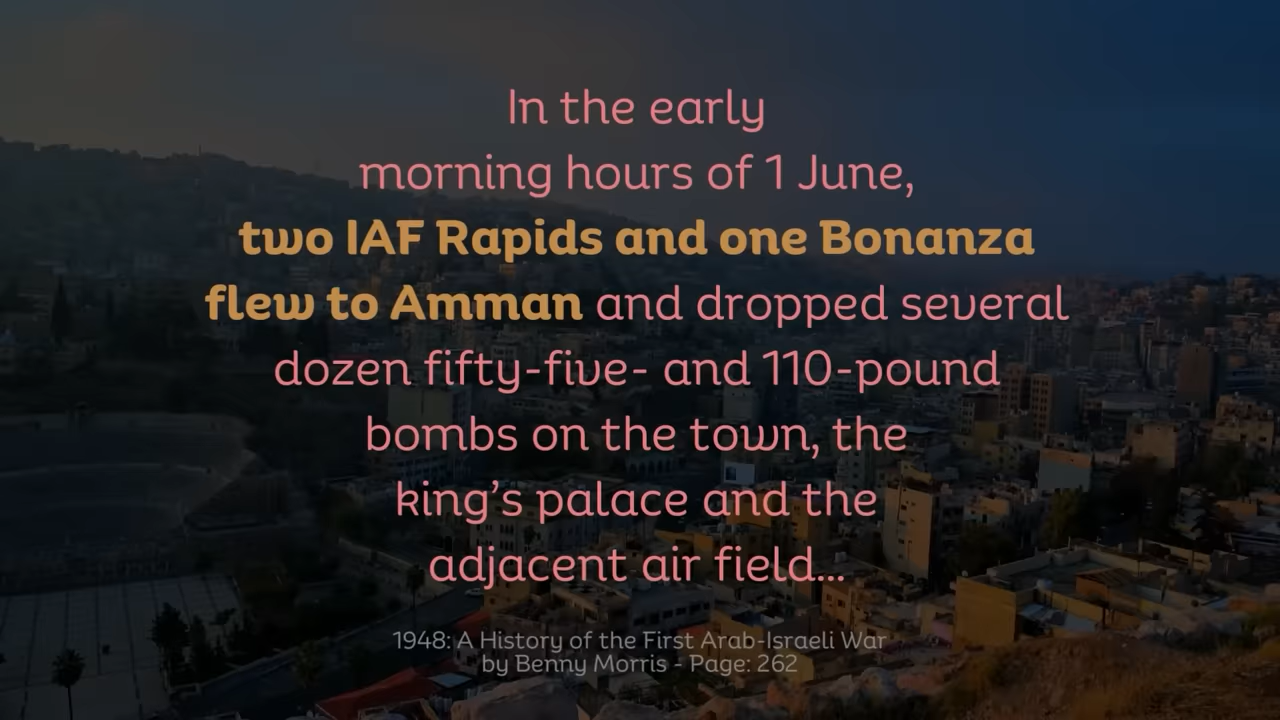 In the early
morning hours of 1 June,
two IAF Rapids and one Bonanza
flew to Amman and dropped several
dozen fifty-five- and 110-pound
bombs on the town, the
king’s palace and the
adjacent air field...
1948: A History of the First Arab-Israeli War
by Benny Morris - Page: 262